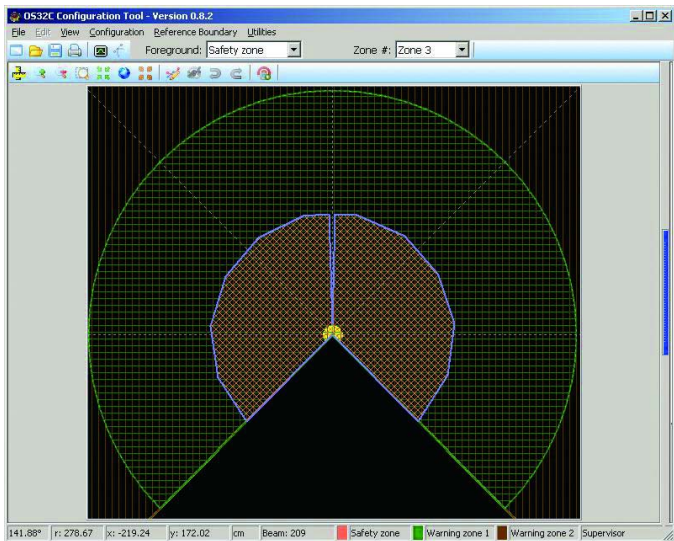 OS32C Configuration Tool - Version 0.8.2
File Edit View Configuration Reference Boundary Utilities
Foreground: Safety zone Zone #: Zone 3
141.88° r: 278.67 x: -219.24 y: 172.02 cm Beam: 209 Safety zone Warning zone 1 Warning zone 2 Supervisor